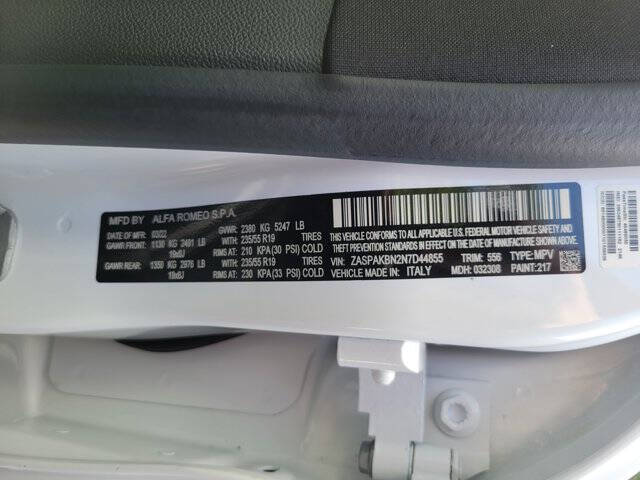 MFD BY ALFA ROMEO S.P.A.
DATE: 03/22 GVWR: 2380 KG 5247 LB
GAWR FRONT: 1130 KG 2491 LB WITH 235/55 R19 TIRES
18x8J RIMS AT: 210 KPA (30 PSI) COLD
GAWR REAR: 1350 KG 2976 LB WITH 235/55 R19 TIRES
18x8J RIMS AT: 230 KPA (33 PSI) COLD
THIS VEHICLE CONFORMS TO ALL APPLICABLE U.S.A. FEDERAL MOTOR VEHICLE
SAFETY, BUMPER, AND THEFT PREVENTION STANDARDS IN EFFECT ON THE DATE OF MANUFACTURE SHOWN ABOVE.
VIN: ZASPAKBN2N7D44855 TRIM: 556 TYPE: MPV
MADE IN: ITALY MDH: 032308 PAINT: 217